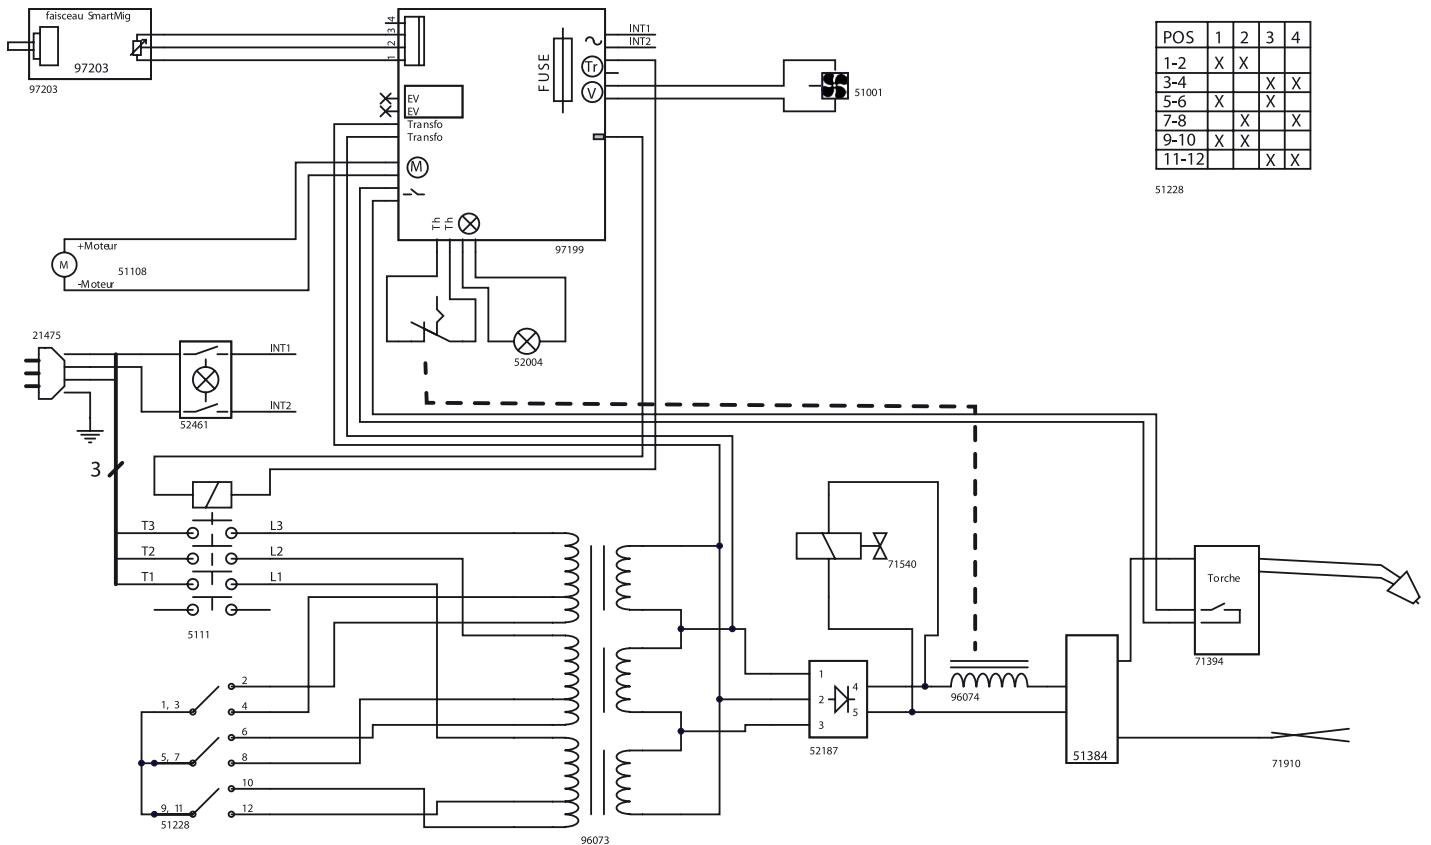 faisceau SmartMig
97203
97203
4
3
2
1
FUSE
Tr
V
INT1
INT2
51001
EV
EV
Transfo
Transfo
M
Th
Th
97199
POS 1 2 3 4
1-2 X X
3-4 X X
5-6 X X
7-8 X X
9-10 X X
11-12 X X
51228
+Moteur
M
51108
-Moteur
21475
INT1
INT2
52461
52004
3
T3 L3
T2 L2
T1 L1
5111
1, 3
2
4
5, 7
6
8
9, 11
10
12
51228
96073
71540
1
2
3
4
5
52187
96074
51384
Torche
71394
71910